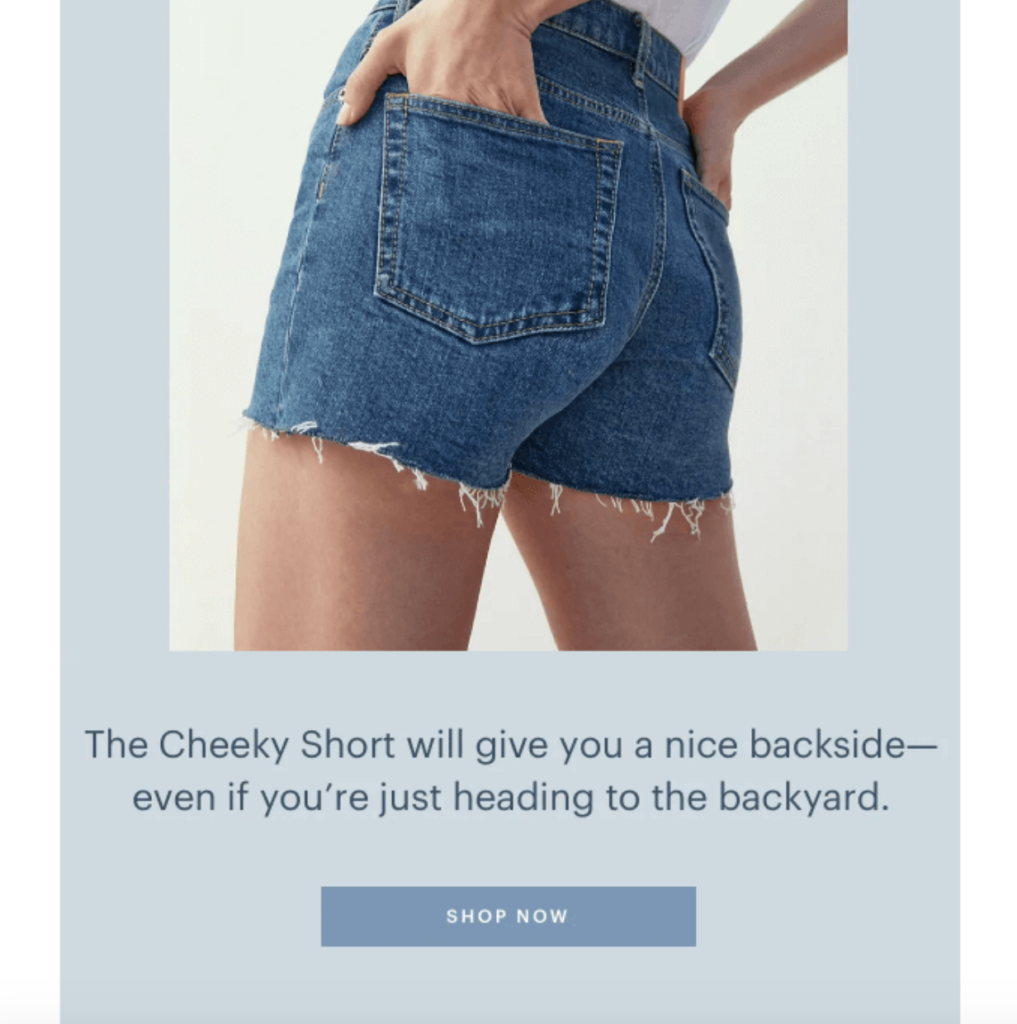 The Cheeky Short will give you a nice backside—
even if you’re just heading to the backyard.
SHOP NOW